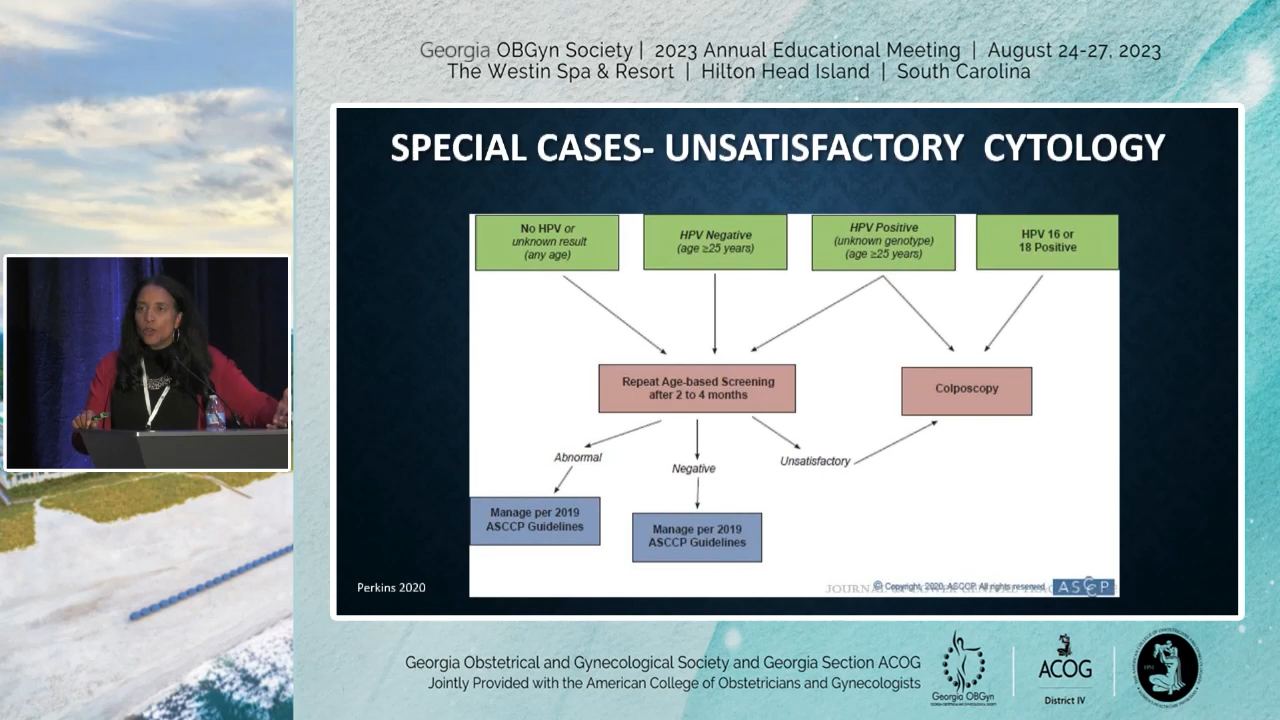 Georgia OBGyn Society | 2023 Annual Educational Meeting | August 24-27, 2023
The Westin Spa & Resort | Hilton Head Island | South Carolina
SPECIAL CASES- UNSATISFACTORY CYTOLOGY
No HPV or
unknown result
(any age)
HPV Negative
(age ≥25 years)
HPV Positive
(unknown genotype)
(age ≥25 years)
HPV 16 or
18 Positive
Repeat Age-based Screening
after 2 to 4 months
Colposcopy
Abnormal
Negative
Unsatisfactory
Manage per 2019
ASCCP Guidelines
Manage per 2019
ASCCP Guidelines
Perkins 2020
© Copyright, 2020, ASCCP. All rights reserved.
ASCCP
JOURNAL
Georgia Obstetrical and Gynecological Society and Georgia Section ACOG
Jointly Provided with the American College of Obstetricians and Gynecologists
Georgia OBGyn
ACOG
District IV